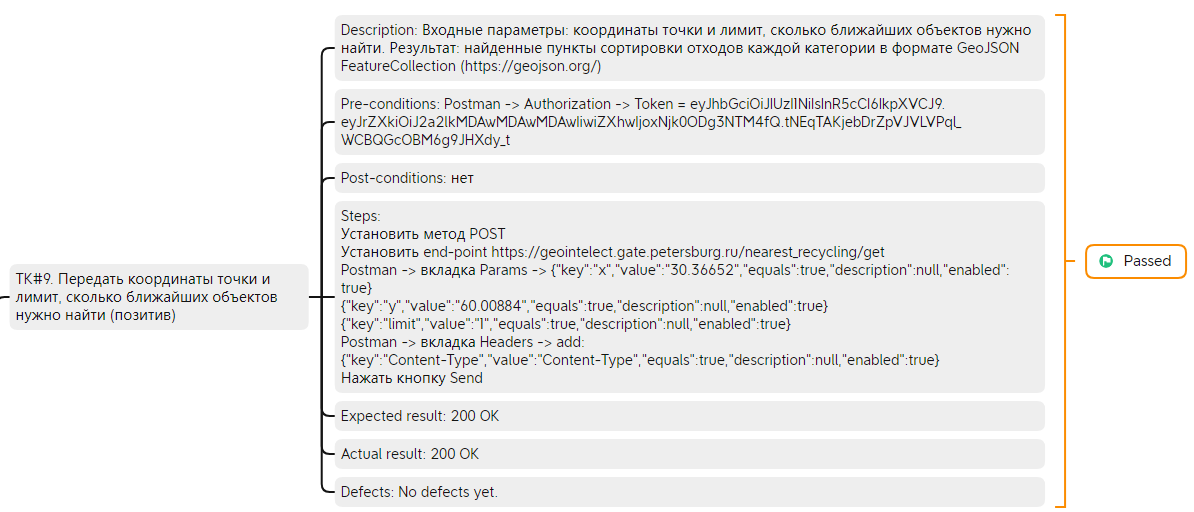 Description: Входные параметры: координаты точки и лимит, сколько ближайших объектов нужно
найти. Результат: найденные пункты сортировки отходов каждой категории в формате GeoJSON
FeatureCollection (https://geojson.org/)
Pre-conditions: Postman -> Authorization -> Token = eyJhbGciOiJIUzI1NiIsInR5cCI6IkpXVCJ9.
eyJrZXkiOiJ2a2lkMDAwMDAwMDAwIiwiZXhwIjoxNjk0ODg3NTM4fQ.tNEqTAKjebDrZpVJVLVPql_
WCBQGcOBM6g9JHXdy_t
Post-conditions: нет
Steps:
Установить метод POST
Установить end-point https://geointelect.gate.petersburg.ru/nearest_recycling/get
Postman -> вкладка Params -> {"key":"x","value":"30.36652","equals":true,"description":null,"enabled":
true}
{"key":"y","value":"60.00884","equals":true,"description":null,"enabled":true}
{"key":"limit","value":"1","equals":true,"description":null,"enabled":true}
Postman -> вкладка Headers -> add:
{"key":"Content-Type","value":"Content-Type","equals":true,"description":null,"enabled":true}
Нажать кнопку Send
ТК#9. Передать координаты точки и
лимит, сколько ближайших объектов
нужно найти (позитив)
Passed
Expected result: 200 OK
Actual result: 200 OK
Defects: No defects yet.